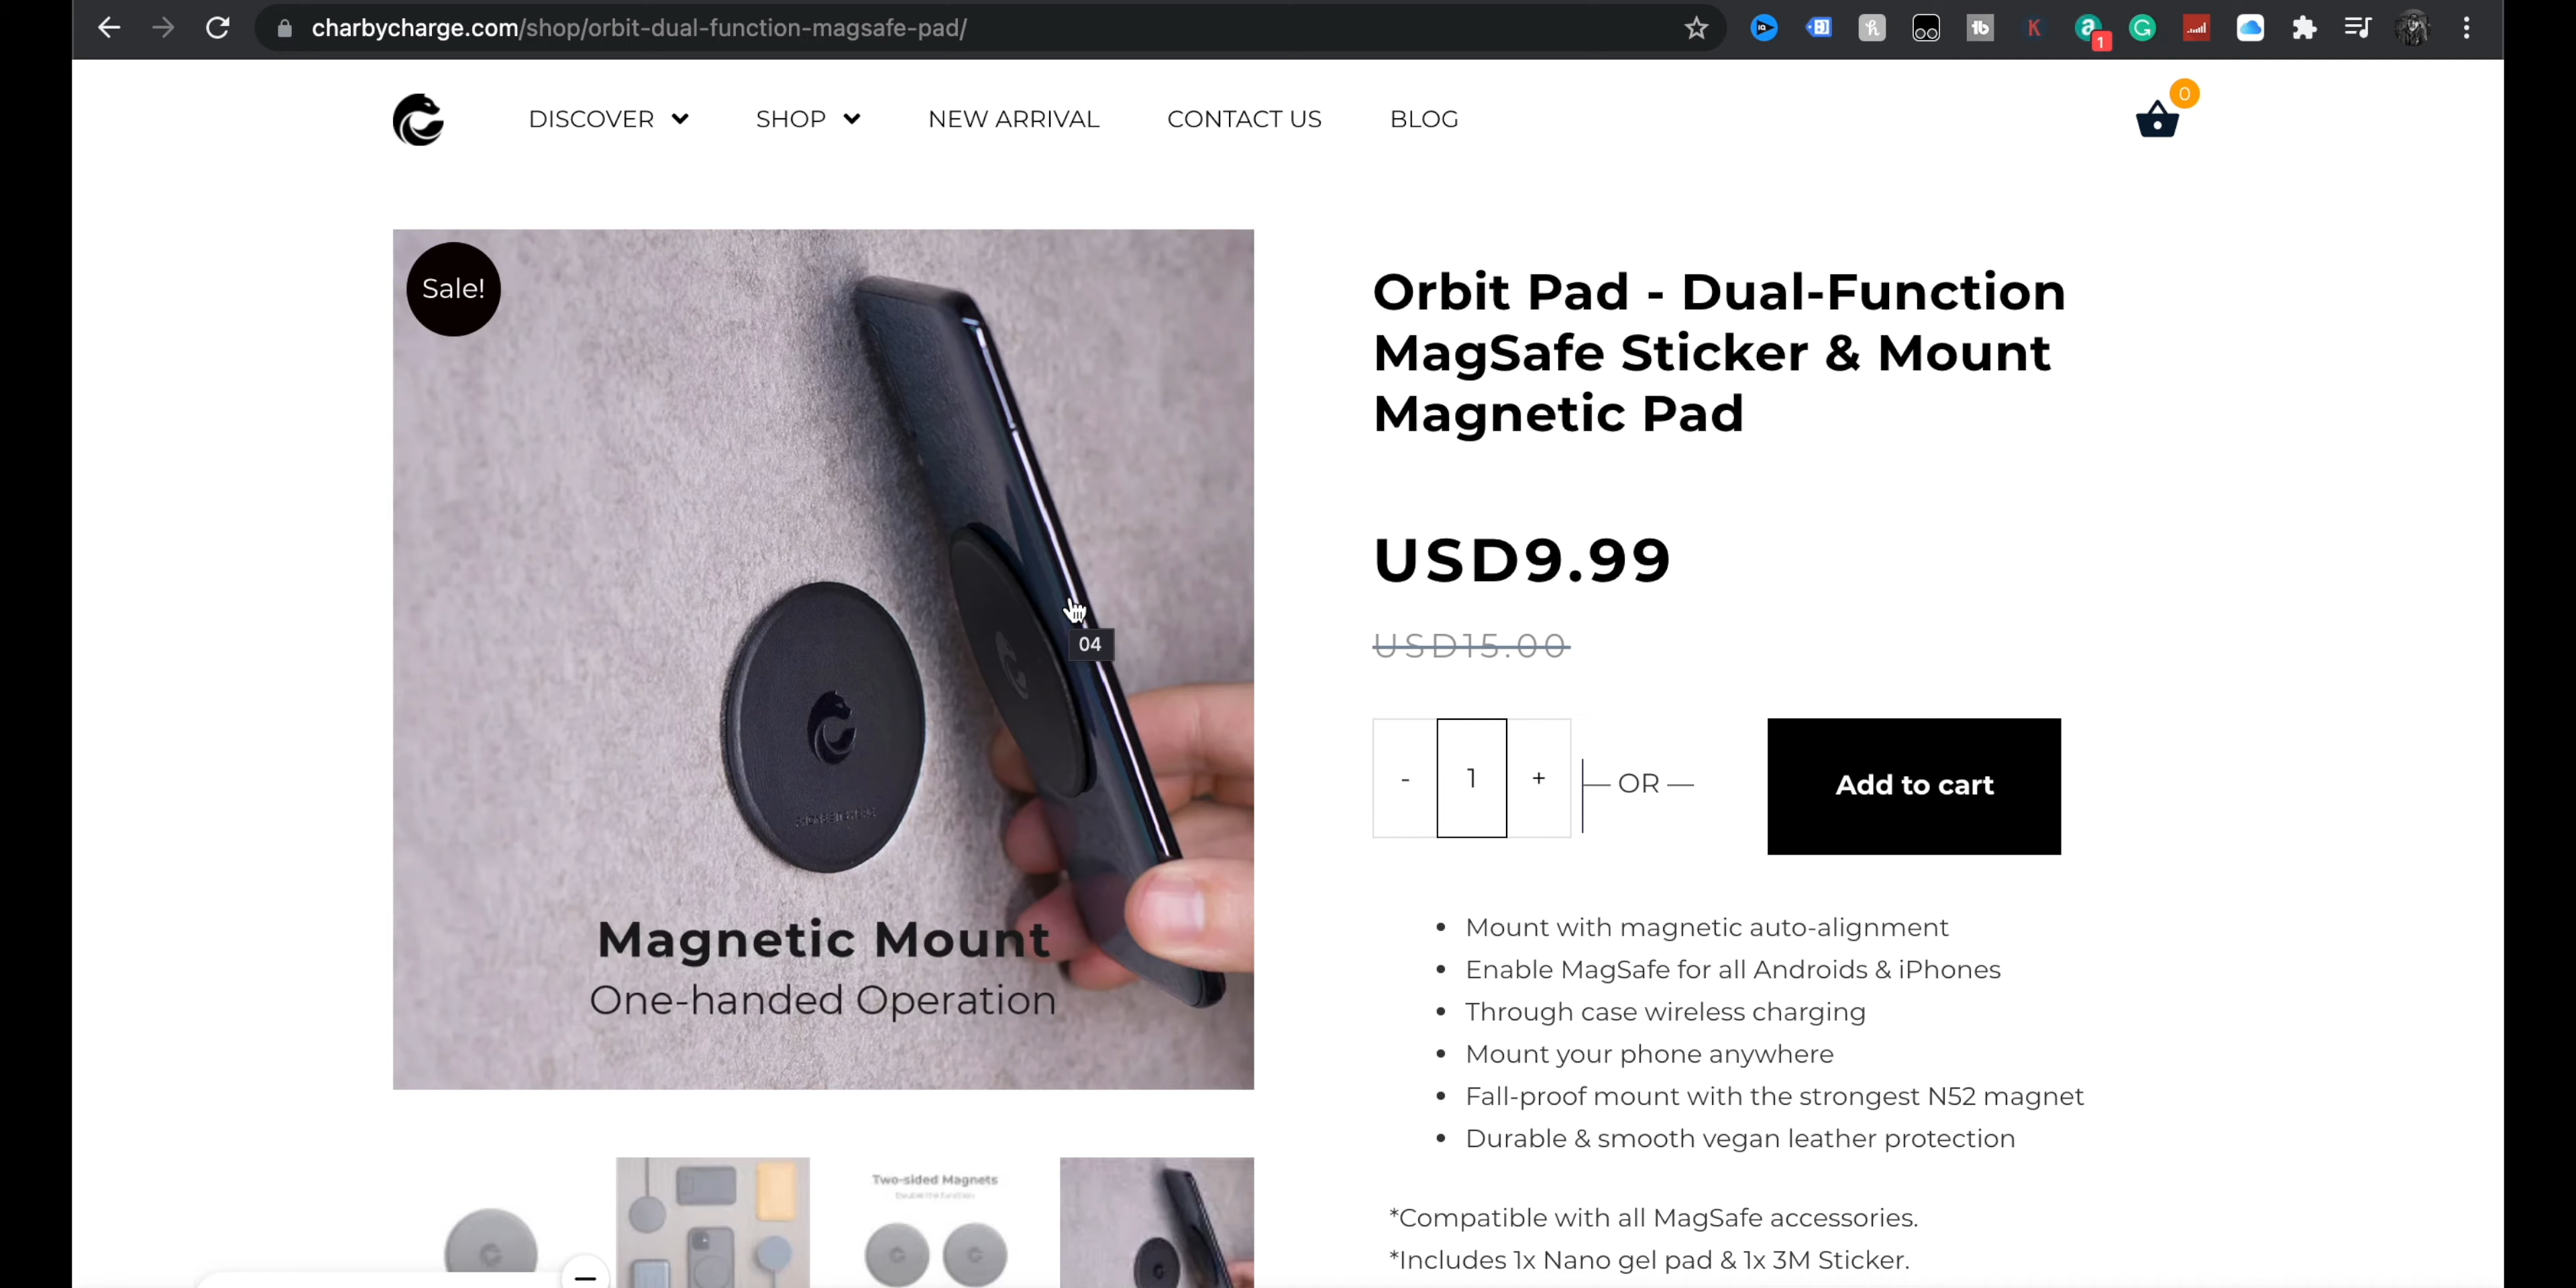 charbycharge.com/shop/orbit-dual-function-magsafe-pad/
1
DISCOVER SHOP NEW ARRIVAL CONTACT US BLOG
0
Sale!
Orbit Pad - Dual-Function
MagSafe Sticker & Mount
Magnetic Pad
USD9.99
04
USD15.00
- 1 + — OR — Add to cart
Magnetic Mount
One-handed Operation
• Mount with magnetic auto-alignment
• Enable MagSafe for all Androids & iPhones
• Through case wireless charging
• Mount your phone anywhere
• Fall-proof mount with the strongest N52 magnet
• Durable & smooth vegan leather protection
Two-sided Magnets
*Compatible with all MagSafe accessories.
*Includes 1x Nano gel pad & 1x 3M Sticker.